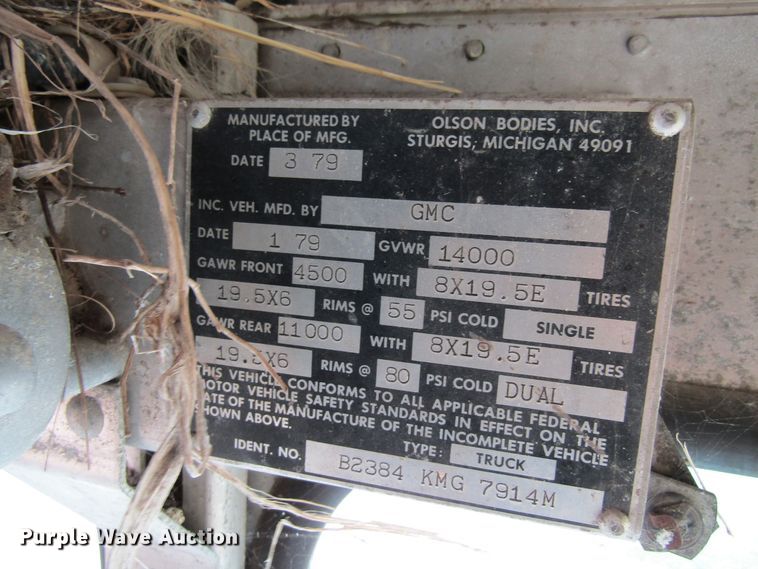 MANUFACTURED BY OLSON BODIES, INC.
PLACE OF MFG. STURGIS, MICHIGAN 49091
DATE 3 79
INC. VEH. MFD. BY GMC
DATE 1 79 GVWR 14000
GAWR FRONT 4500 WITH 8X19.5E TIRES
19.5X6 RIMS @ 55 PSI COLD SINGLE
GAWR REAR 11000 WITH 8X19.5E TIRES
19.5X6 RIMS @ 80 PSI COLD DUAL
THIS VEHICLE CONFORMS TO ALL APPLICABLE FEDERAL
MOTOR VEHICLE SAFETY STANDARDS IN EFFECT ON THE
DATE OF THE MANUFACTURE OF THE INCOMPLETE VEHICLE
SHOWN ABOVE.
TYPE: TRUCK
IDENT. NO. B2384 KMG 7914M
Purple Wave Auction